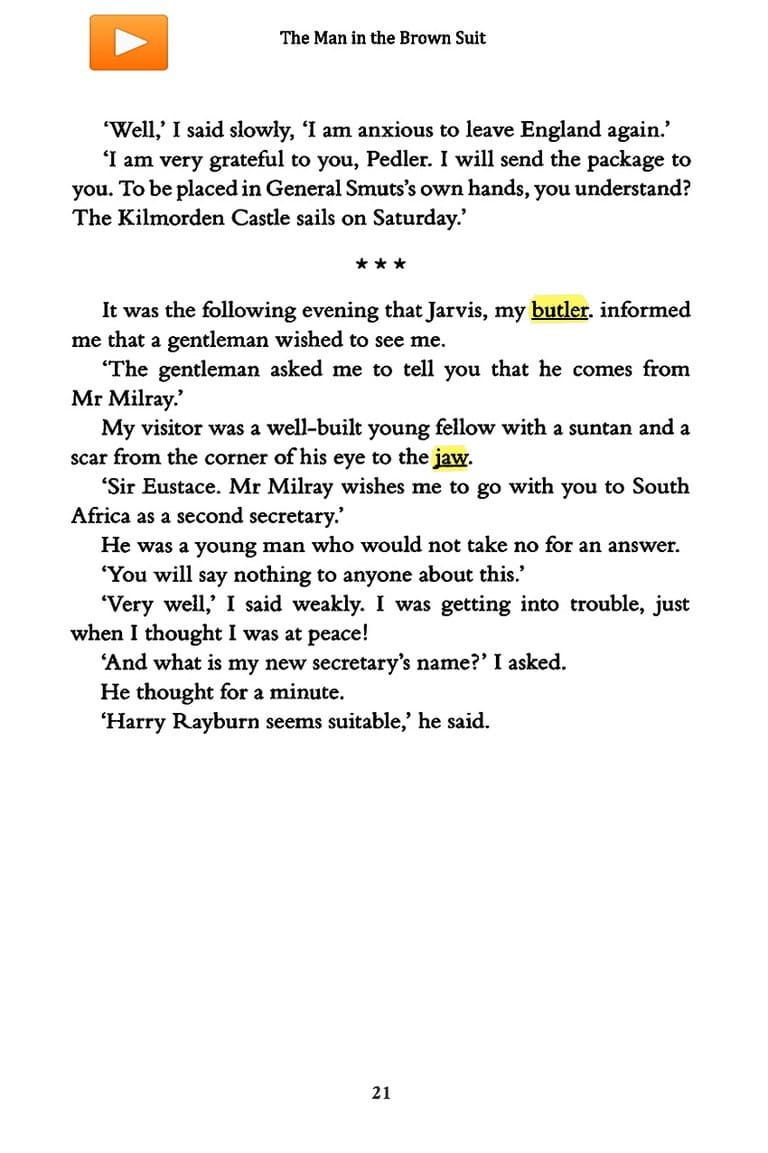 The Man in the Brown Suit
‘Well,’ I said slowly, ‘I am anxious to leave England again.’
‘I am very grateful to you, Pedler. I will send the package to
you. To be placed in General Smuts’s own hands, you understand?
The Kilmorden Castle sails on Saturday.’
★ ★ ★
It was the following evening that Jarvis, my butler. informed
me that a gentleman wished to see me.
‘The gentleman asked me to tell you that he comes from
Mr Milray.’
My visitor was a well-built young fellow with a suntan and a
scar from the corner of his eye to the jaw.
‘Sir Eustace. Mr Milray wishes me to go with you to South
Africa as a second secretary.’
He was a young man who would not take no for an answer.
‘You will say nothing to anyone about this.’
‘Very well,’ I said weakly. I was getting into trouble, just
when I thought I was at peace!
‘And what is my new secretary’s name?’ I asked.
He thought for a minute.
‘Harry Rayburn seems suitable,’ he said.
21